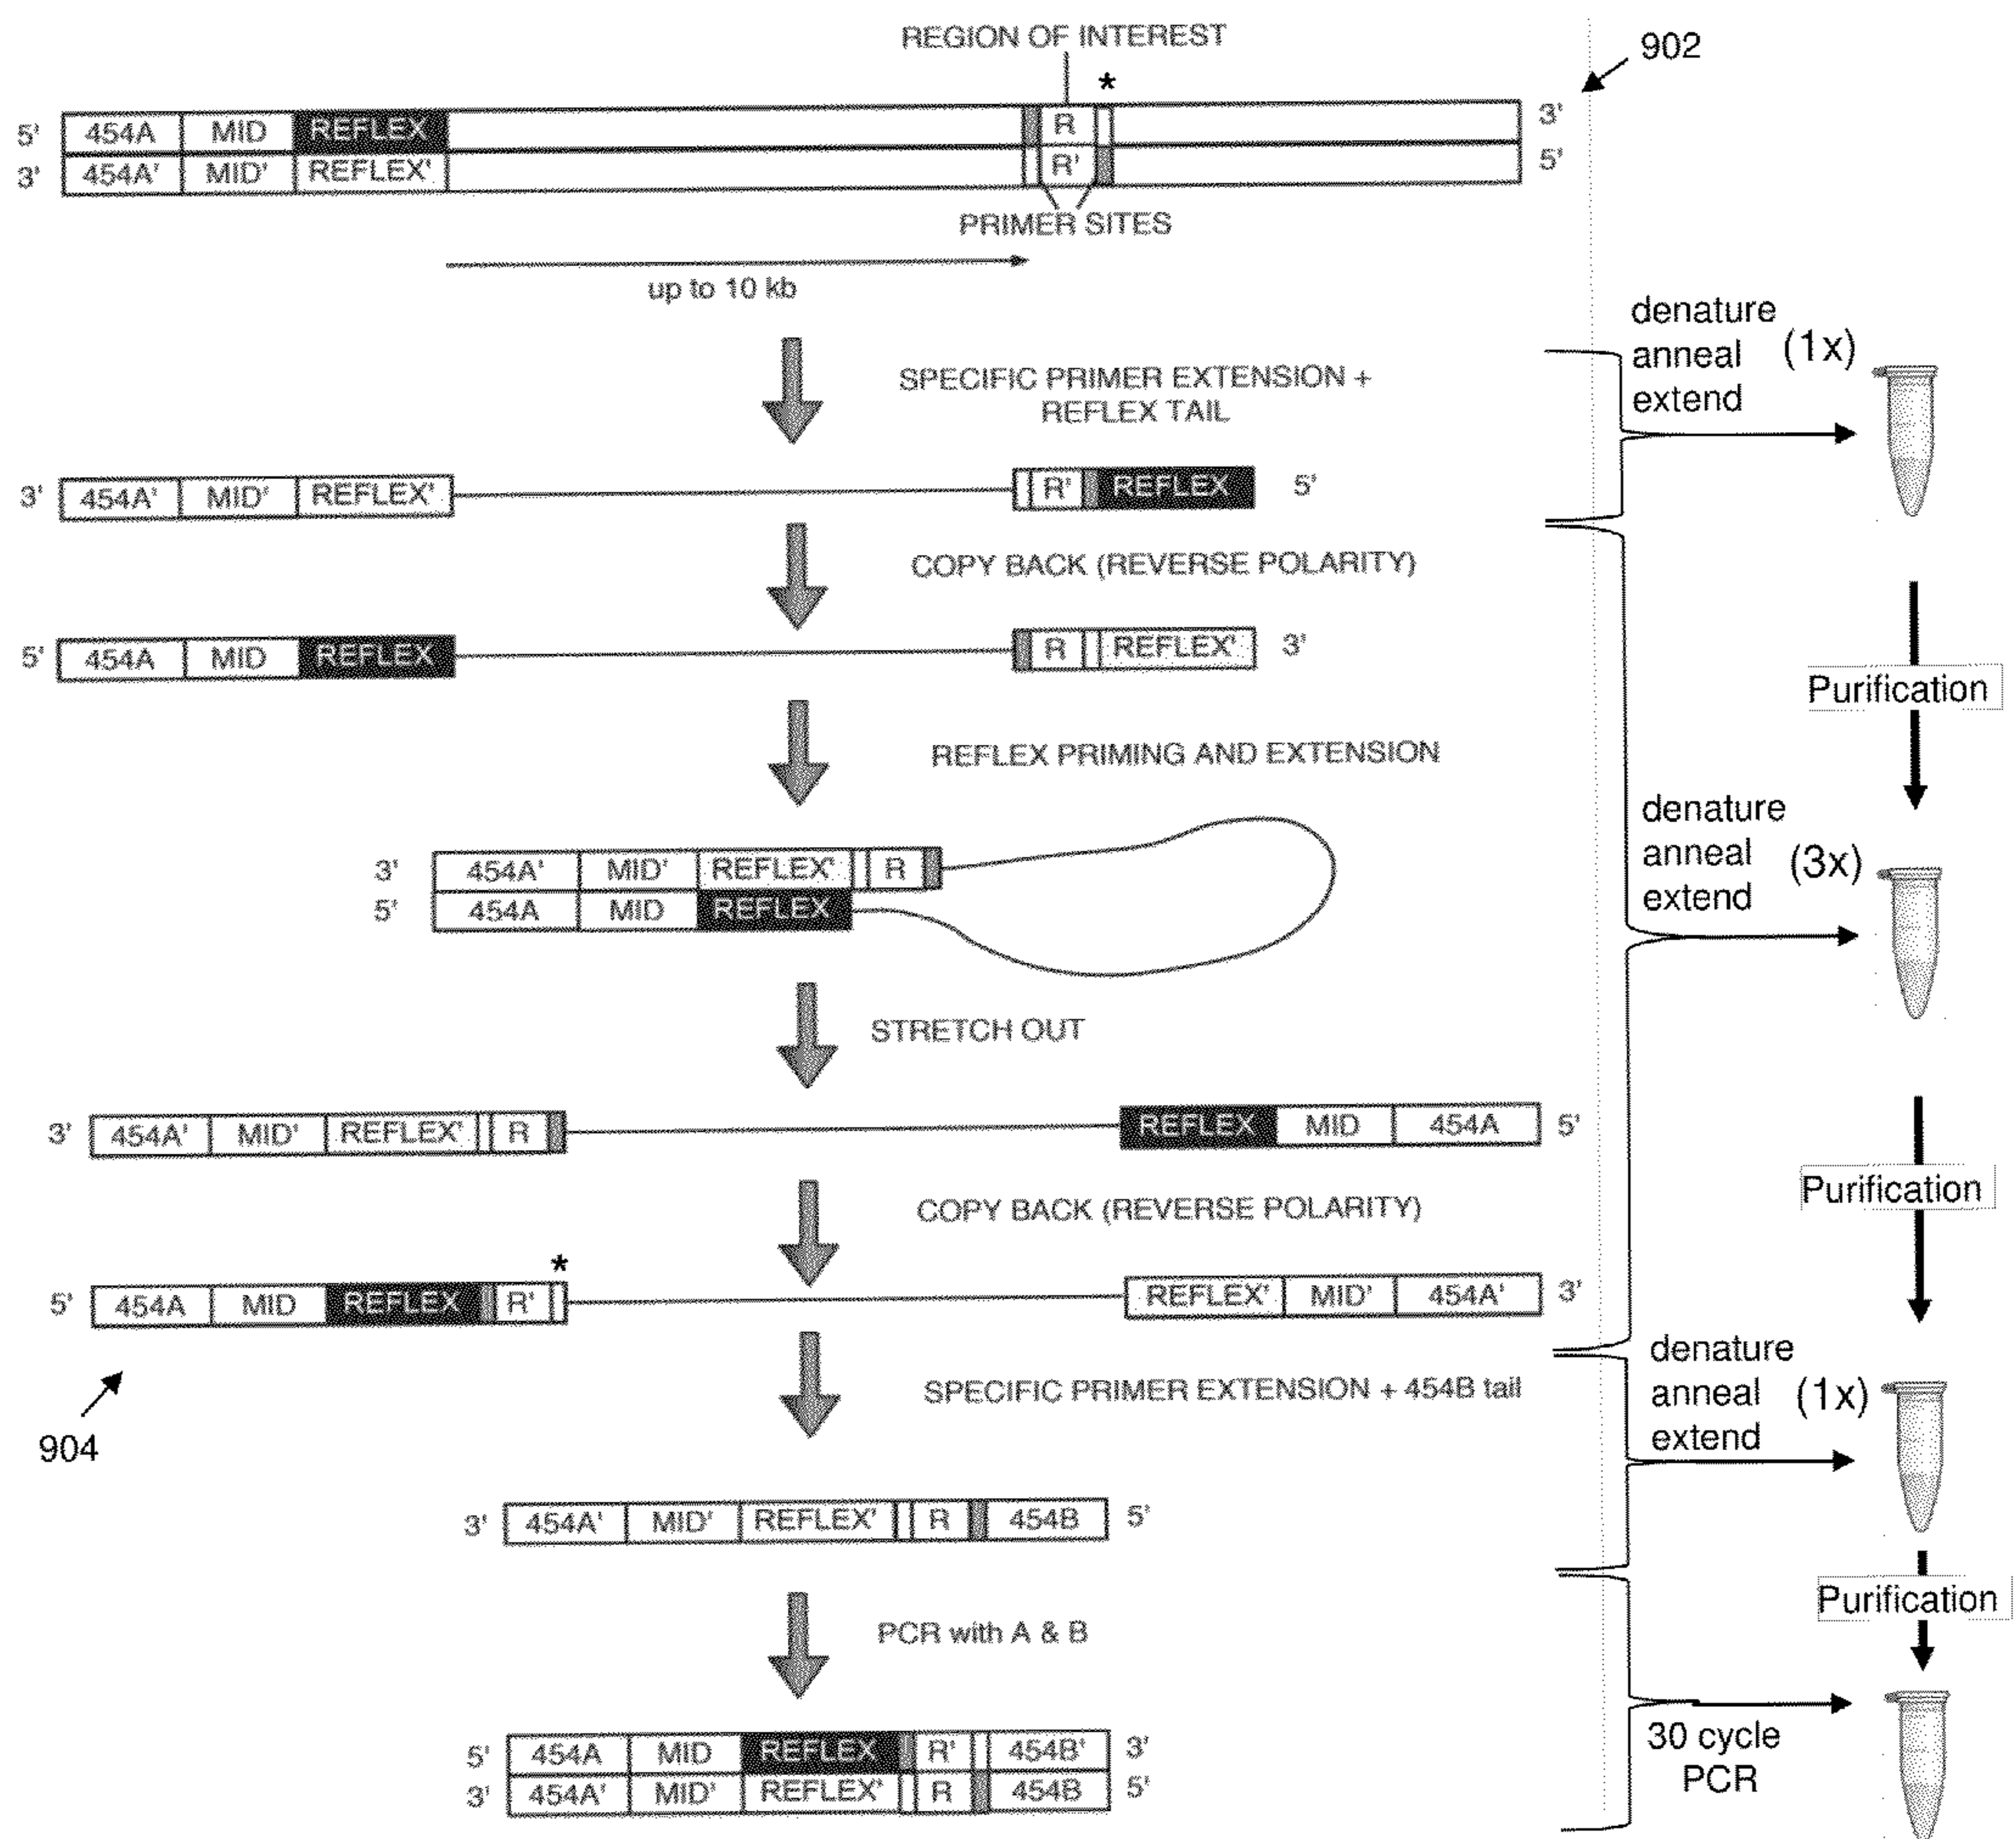 REGION OF INTEREST
*
902
5' 454A MID REFLEX R 3'
3' 454A' MID' REFLEX' R' 5'
PRIMER SITES
up to 10 kb
denature
anneal (1x)
extend
SPECIFIC PRIMER EXTENSION +
REFLEX TAIL
3' 454A' MID' REFLEX' R' REFLEX 5'
COPY BACK (REVERSE POLARITY)
5' 454A MID REFLEX R REFLEX' 3'
Purification
REFLEX PRIMING AND EXTENSION
denature
anneal (3x)
extend
3' 454A' MID' REFLEX' R
5' 454A MID REFLEX
STRETCH OUT
3' 454A' MID' REFLEX' R REFLEX MID 454A 5'
Purification
COPY BACK (REVERSE POLARITY)
*
5' 454A MID REFLEX R' REFLEX' MID' 454A' 3'
904
denature
anneal (1x)
extend
SPECIFIC PRIMER EXTENSION + 454B tail
3' 454A' MID' REFLEX' R 454B 5'
Purification
PCR with A & B
30 cycle
PCR
5' 454A MID REFLEX R' 454B' 3'
3' 454A' MID' REFLEX' R 454B 5'